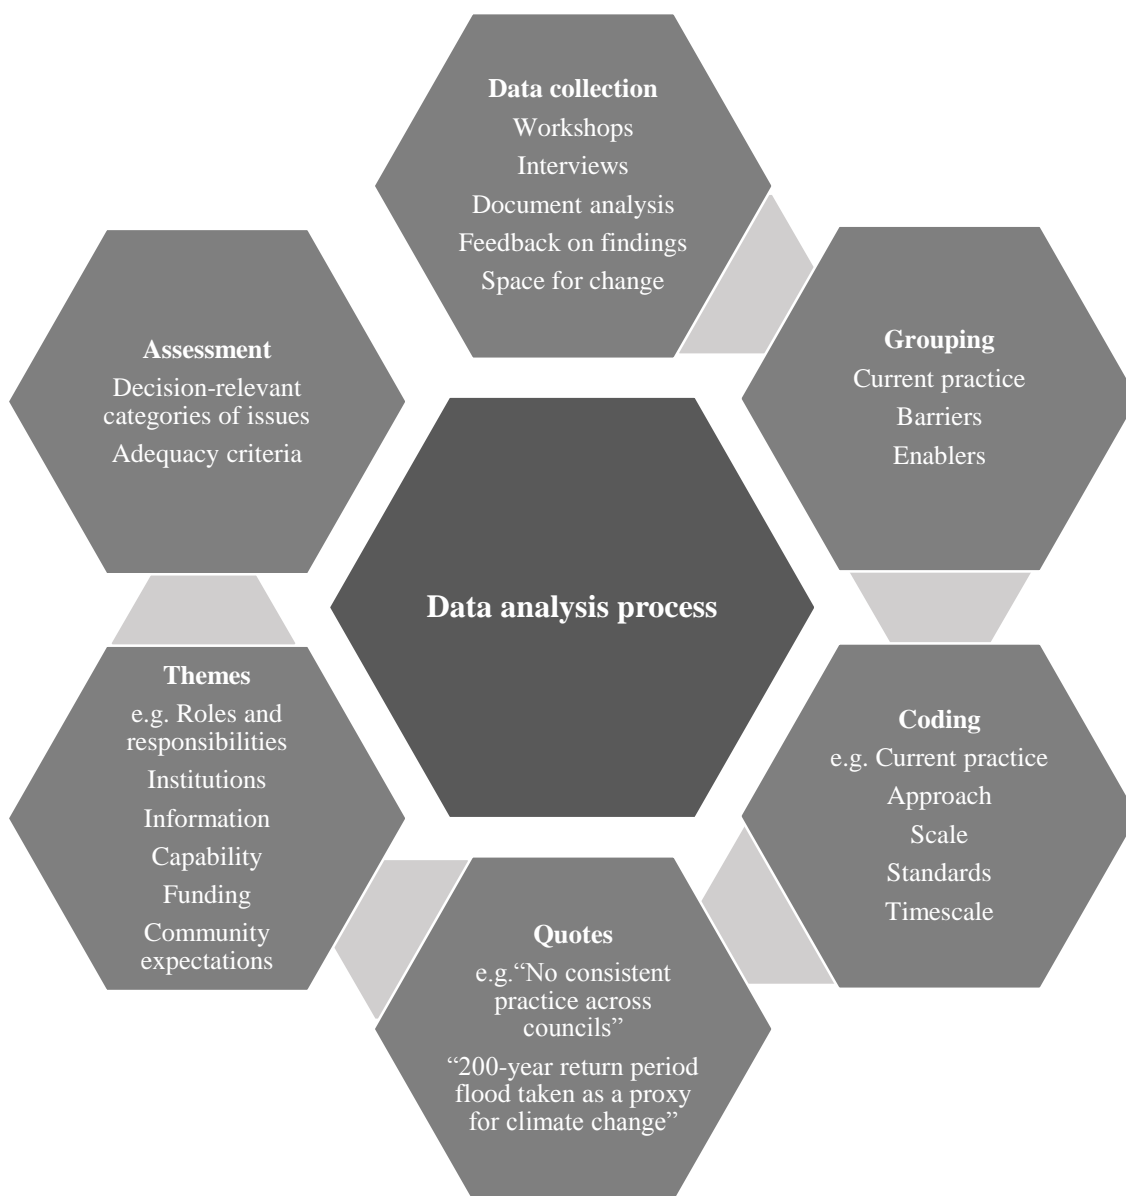 Data collection
Workshops
Interviews
Document analysis
Feedback on findings
Space for change
Grouping
Current practice
Barriers
Enablers
Coding
e.g. Current practice
Approach
Scale
Standards
Timescale
Quotes
e.g.“No consistent
practice across
councils”
“200-year return period
flood taken as a proxy
for climate change”
Themes
e.g. Roles and
responsibilities
Institutions
Information
Capability
Funding
Community
expectations
Assessment
Decision-relevant
categories of issues
Adequacy criteria
Data analysis process